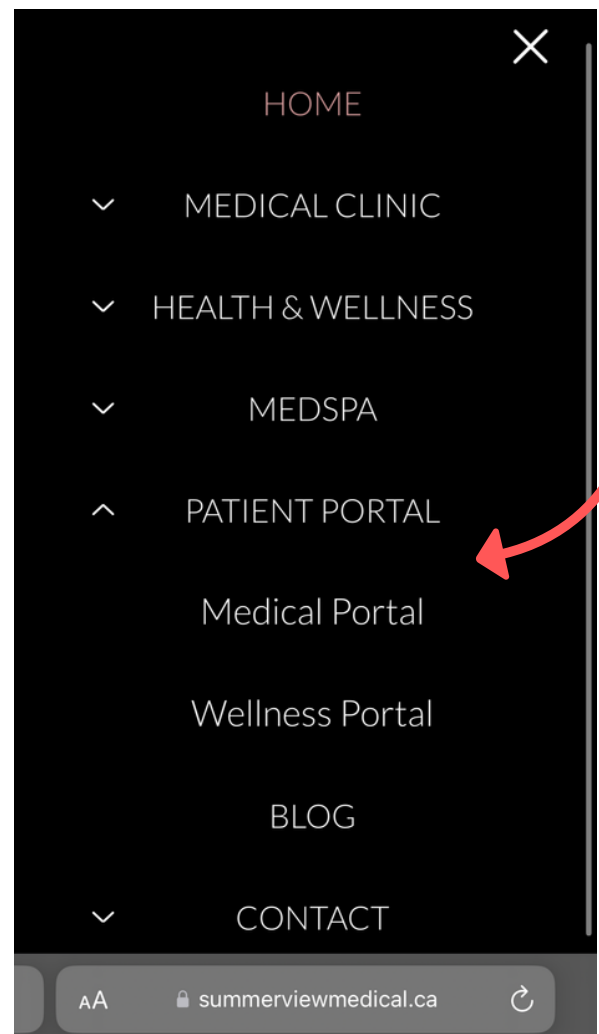 HOME
MEDICAL CLINIC
HEALTH & WELLNESS
MEDSPA
PATIENT PORTAL
Medical Portal
Wellness Portal
BLOG
CONTACT
AA summerviewmedical.ca